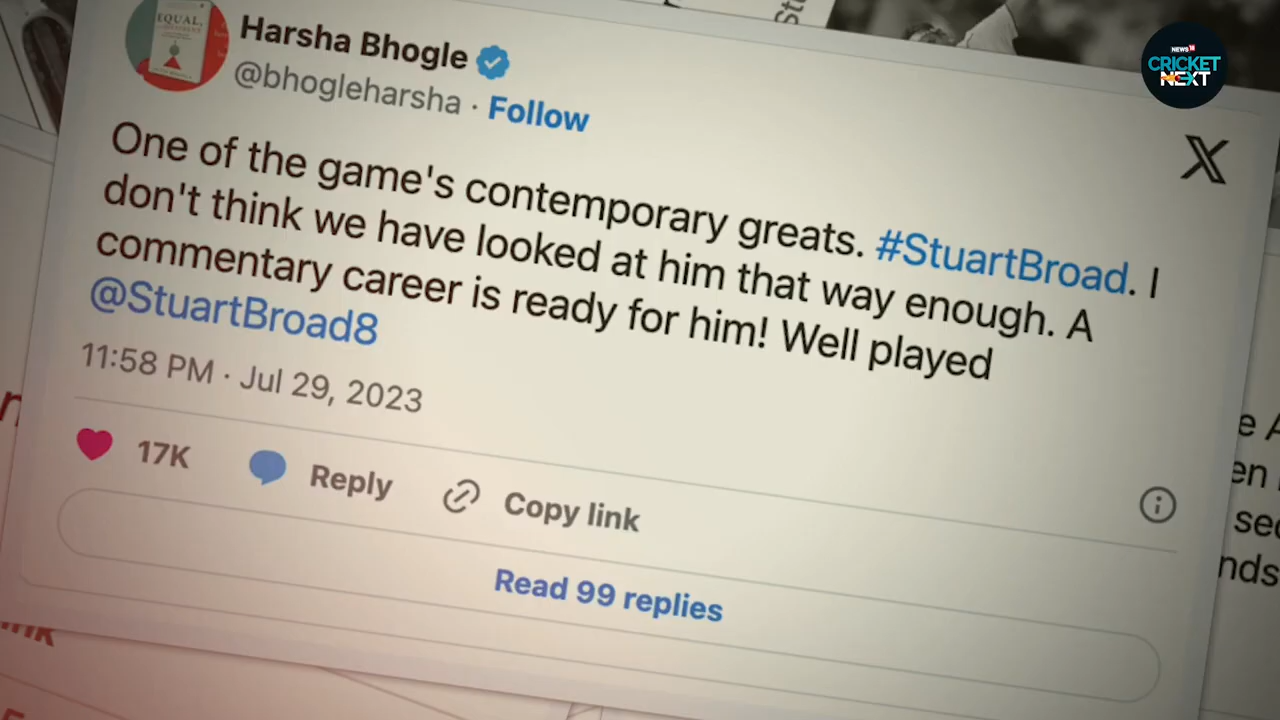 Harsha Bhogle
@bhogleharsha · Follow
NEWS18
CRICKET
NEXT
X
One of the game's contemporary greats. #StuartBroad. I
don't think we have looked at him that way enough. A
commentary career is ready for him! Well played
@StuartBroad8
11:58 PM · Jul 29, 2023
17K Reply Copy link
Read 99 replies
EQUAL,